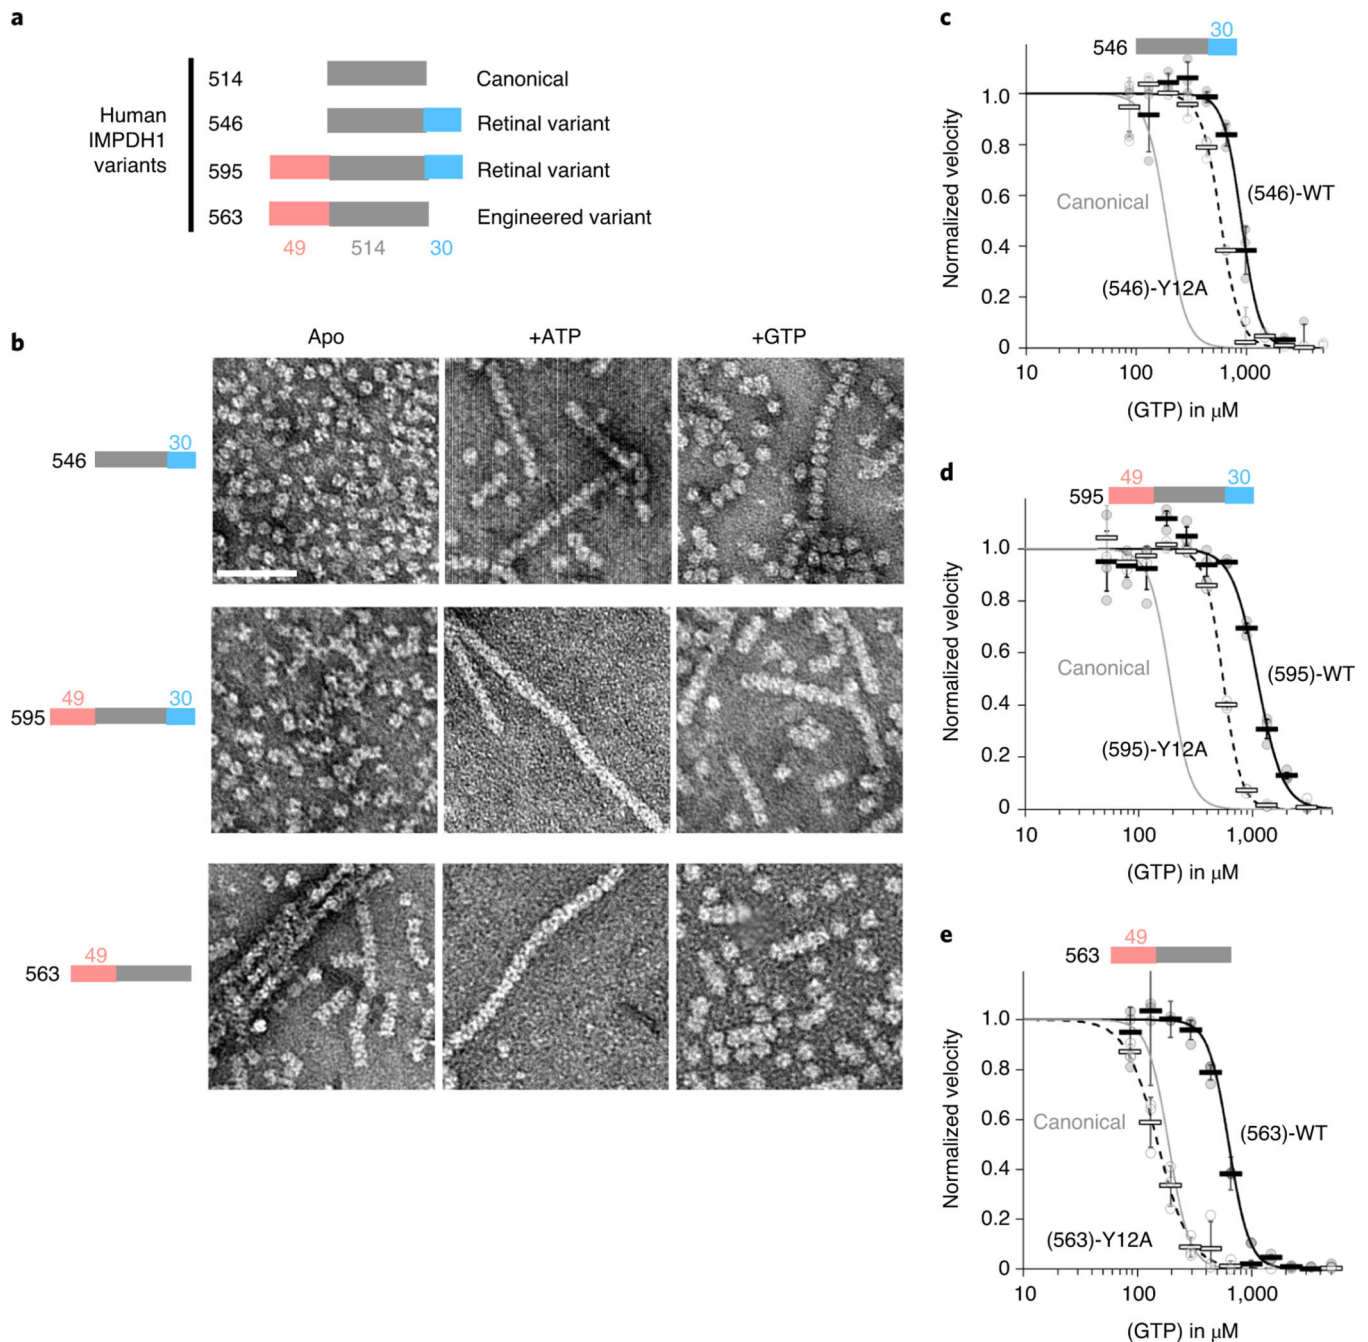 a
Human
IMPDH1
variants
514
Canonical
546
Retinal variant
595
Retinal variant
563
Engineered variant
49
514
30
b
Apo
+ATP
+GTP
30
546
49
30
595
49
563
c
30
546
Normalized velocity
1.0
0.8
0.6
0.4
0.2
0
Canonical
(546)-WT
(546)-Y12A
10
100
1,000
(GTP) in μM
d
49
30
595
Normalized velocity
1.0
0.8
0.6
0.4
0.2
0
Canonical
(595)-WT
(595)-Y12A
10
100
1,000
(GTP) in μM
e
49
563
Normalized velocity
1.0
0.8
0.6
0.4
0.2
0
Canonical
(563)-WT
(563)-Y12A
10
100
1,000
(GTP) in μM